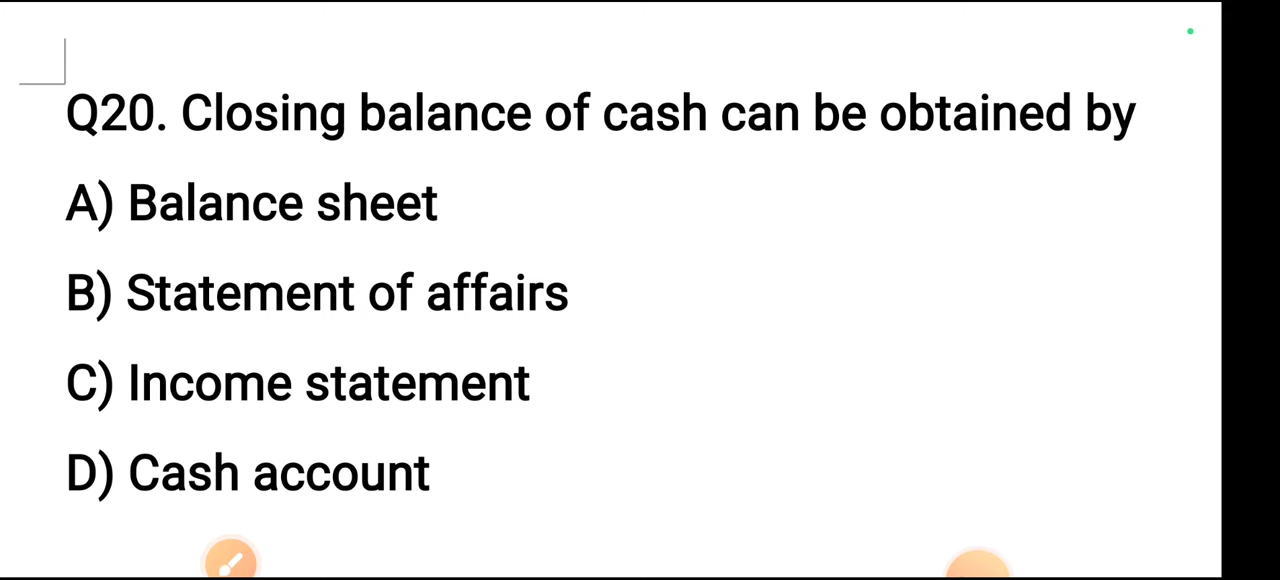 Q20. Closing balance of cash can be obtained by
A) Balance sheet
B) Statement of affairs
C) Income statement
D) Cash account